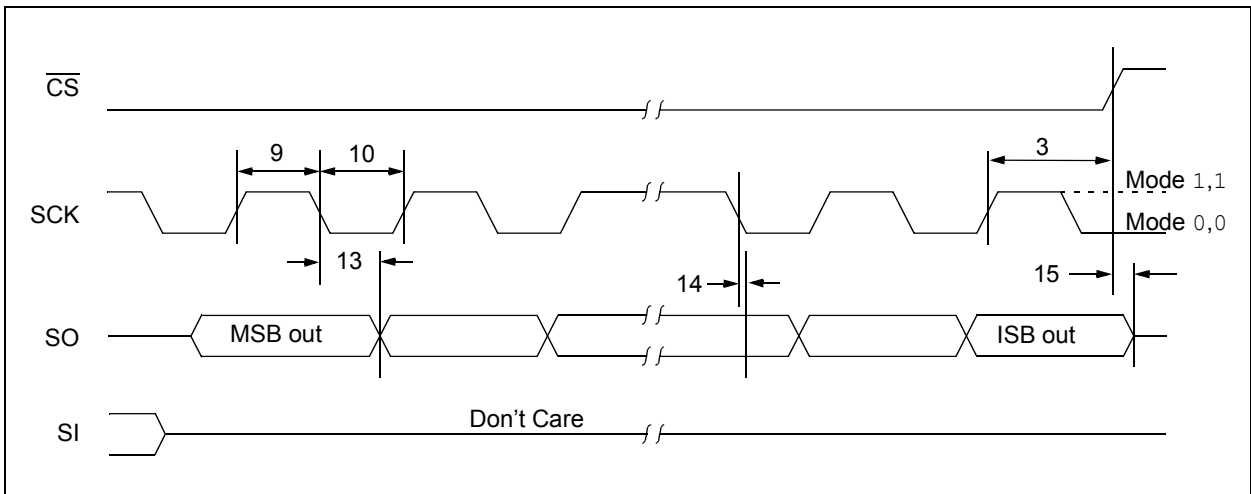 CS
9
10
3
Mode 1,1
SCK
Mode 0,0
13
14
15
SO
MSB out
ISB out
Don't Care
SI